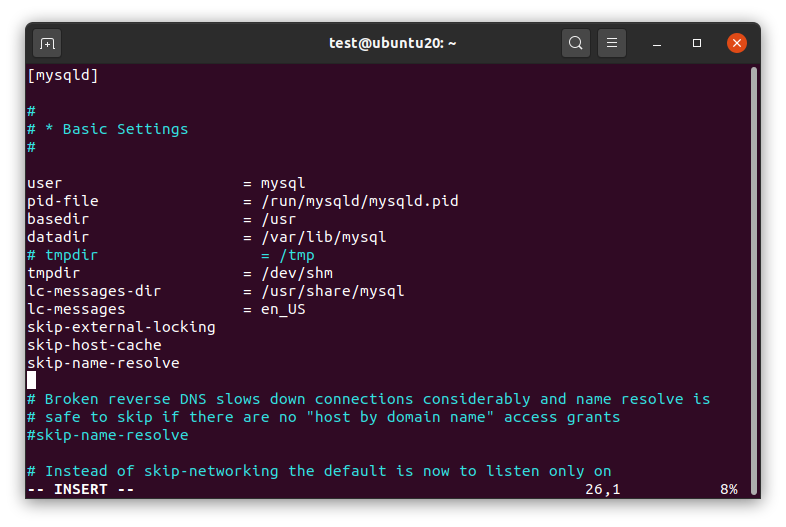 test@ubuntu20: ~
[mysqld]
#
# * Basic Settings
#
user = mysql
pid-file = /run/mysqld/mysqld.pid
basedir = /usr
datadir = /var/lib/mysql
# tmpdir = /tmp
tmpdir = /dev/shm
lc-messages-dir = /usr/share/mysql
lc-messages = en_US
skip-external-locking
skip-host-cache
skip-name-resolve
# Broken reverse DNS slows down connections considerably and name resolve is
# safe to skip if there are no "host by domain name" access grants
#skip-name-resolve
# Instead of skip-networking the default is now to listen only on
-- INSERT -- 26,1 8%